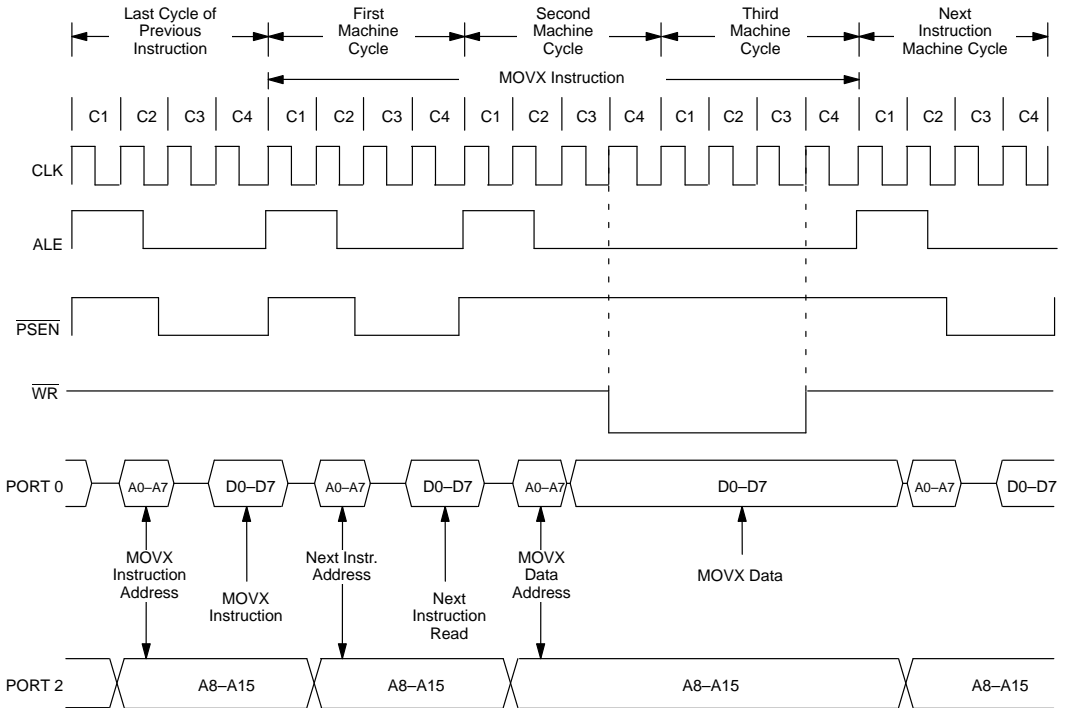 Last Cycle of
Previous
Instruction
First
Machine
Cycle
Second
Machine
Cycle
Third
Machine
Cycle
Next
Instruction
Machine Cycle
MOVX Instruction
C1 C2 C3 C4 C1 C2 C3 C4 C1 C2 C3 C4 C1 C2 C3 C4 C1 C2 C3 C4
CLK
ALE
PSEN
WR
PORT 0 A0–A7 D0–D7 A0–A7 D0–D7 A0–A7 D0–D7 A0–A7 D0–D7
MOVX
Instruction
Address
MOVX
Instruction
Next Instr.
Address
Next
Instruction
Read
MOVX
Data
Address
MOVX Data
PORT 2 A8–A15 A8–A15 A8–A15 A8–A15